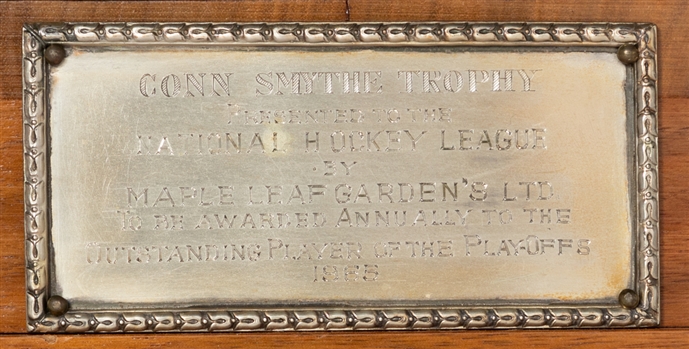 CONN SMYTHE TROPHY
PRESENTED TO THE
NATIONAL HOCKEY LEAGUE
·BY
MAPLE LEAF GARDEN'S LTD
TO BE AWARDED ANNUALLY TO THE
OUTSTANDING PLAYER OF THE PLAY-OFFS